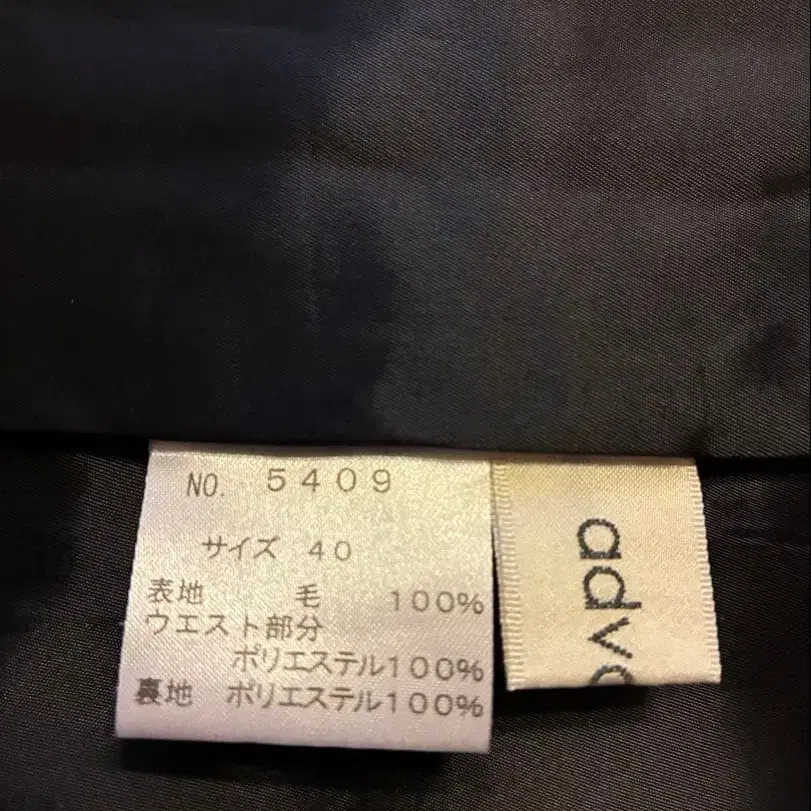 NO. 5409
サイズ 40
表地 毛 100%
ウエスト部分
ポリエステル100%
裏地 ポリエステル100%
adv